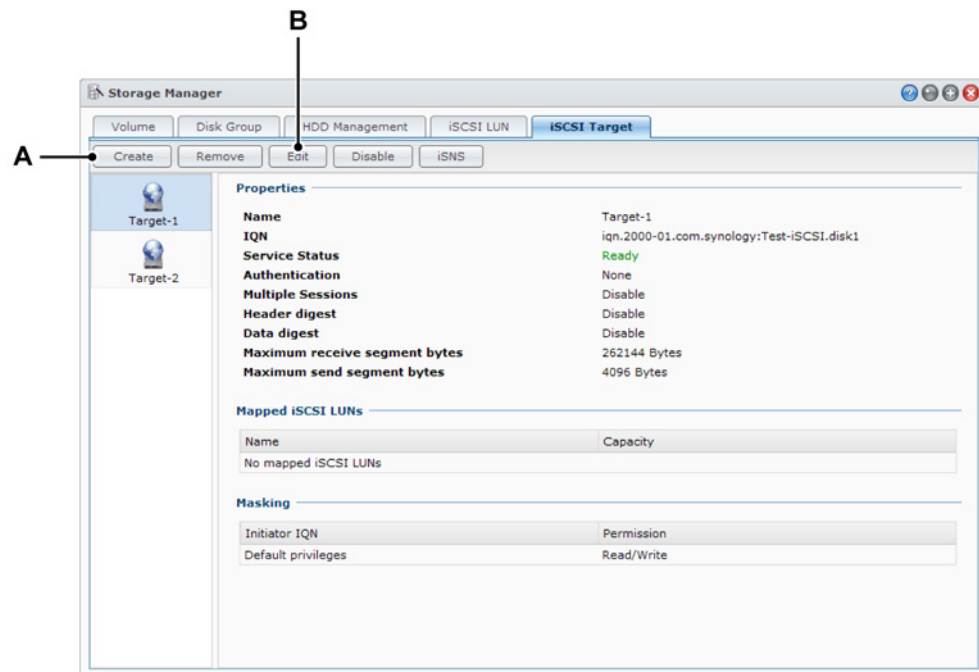 B
Storage Manager
Volume Disk Group HDD Management iSCSI LUN iSCSI Target
A
Create Remove Edit Disable iSNS
Target-1
Target-2
Properties
Name Target-1
IQN iqn.2000-01.com.synology:Test-iSCSI.disk1
Service Status Ready
Authentication None
Multiple Sessions Disable
Header digest Disable
Data digest Disable
Maximum receive segment bytes 262144 Bytes
Maximum send segment bytes 4096 Bytes
Mapped iSCSI LUNs
Name Capacity
No mapped iSCSI LUNs
Masking
Initiator IQN Permission
Default privileges Read/Write